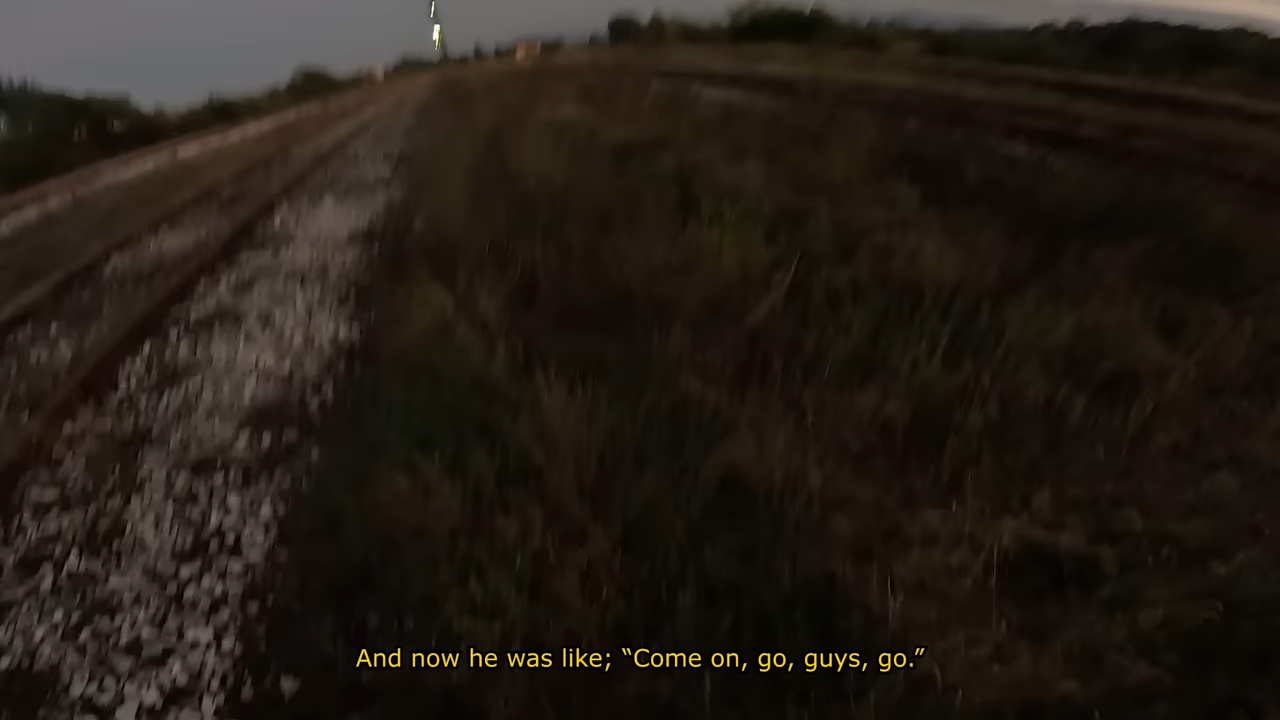 And now he was like; “Come on, go, guys, go.”